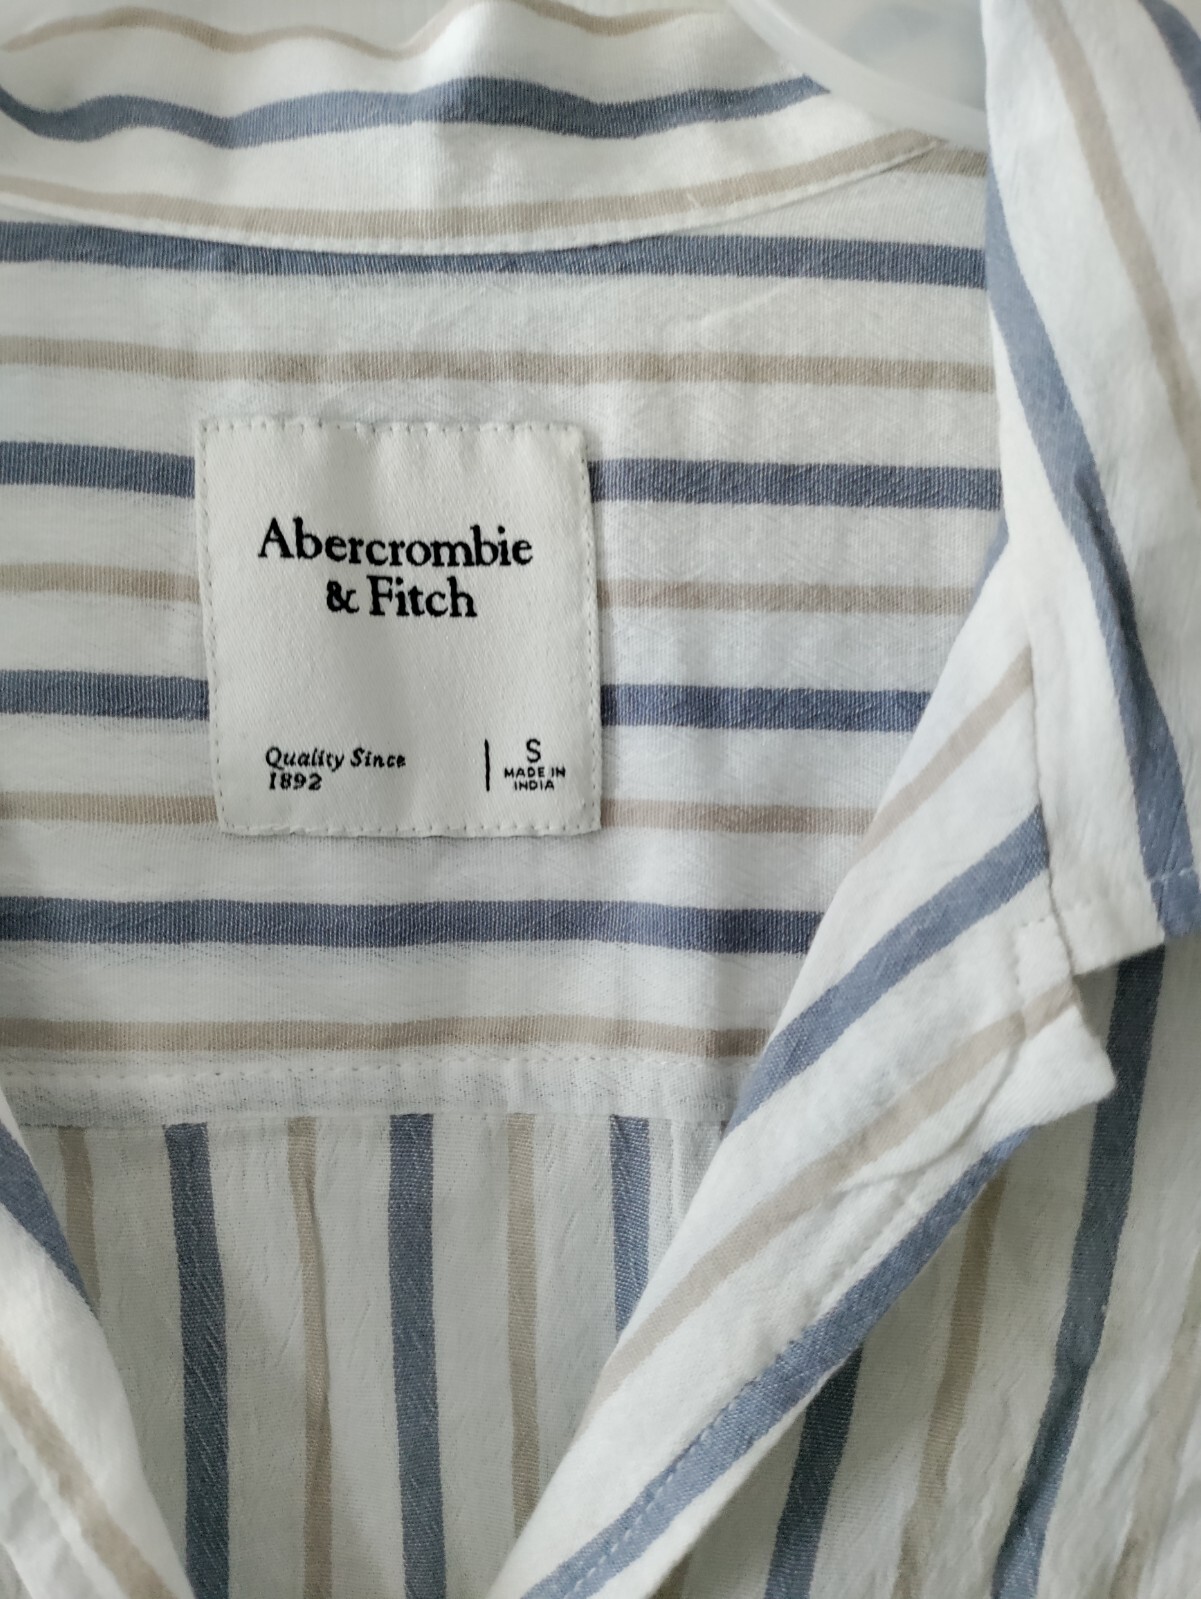 Abercrombie
& Fitch
Quality Since
1892
S
MADE IN
INDIA